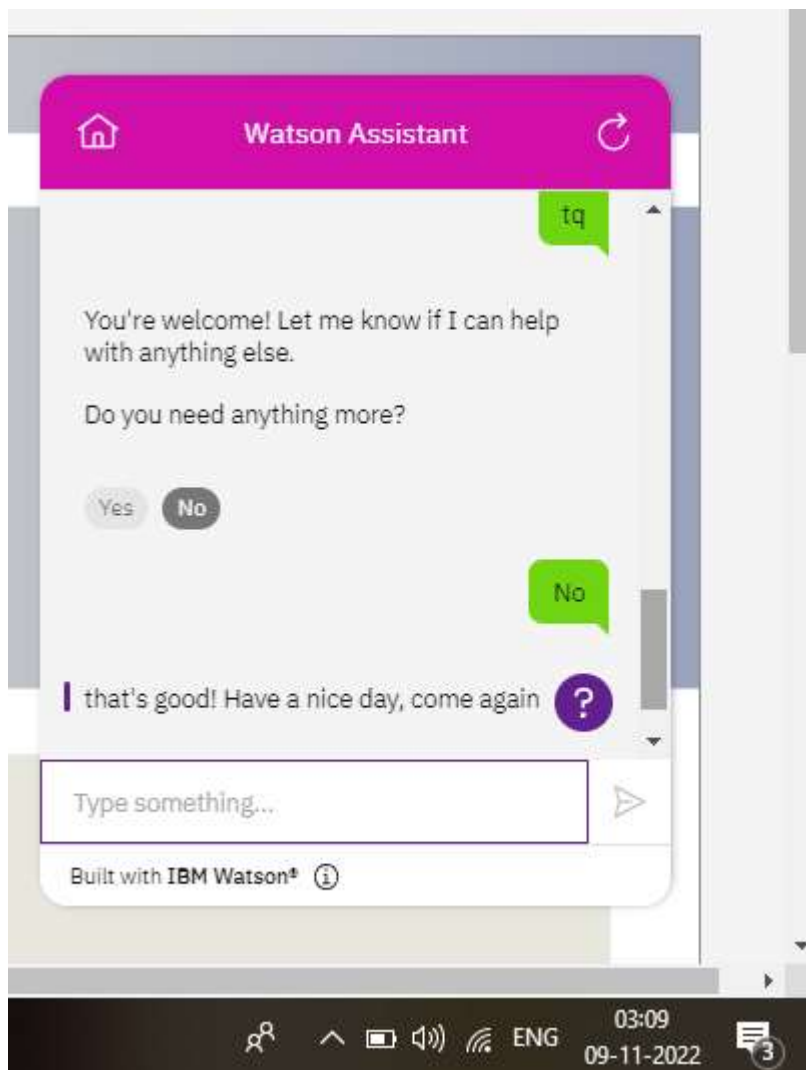 Watson Assistant
tq
You're welcome! Let me know if I can help
with anything else.
Do you need anything more?
Yes No
No
that's good! Have a nice day, come again
?
Type something...
Built with IBM Watson®
ENG
03:09
09-11-2022
3